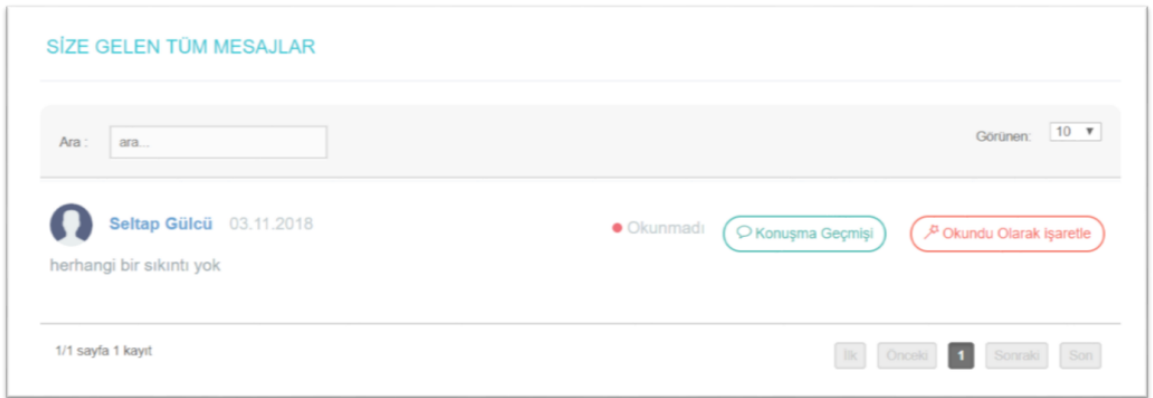 SİZE GELEN TÜM MESAJLAR
Ara : ara... Görünen: 10
Seltap Gülcü 03.11.2018 Okunmadı Konuşma Geçmişi Okundu Olarak işaretle
herhangi bir sıkıntı yok
1/1 sayfa 1 kayıt İlk Önceki 1 Sonraki Son